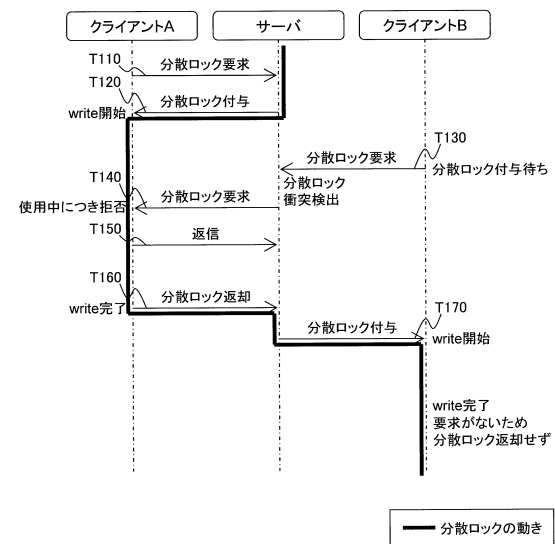 クライアントA
サーバ
クライアントB
T110
分散ロック要求
T120
分散ロック付与
write開始
T130
分散ロック要求
分散ロック付与待ち
T140
分散ロック
衝突検出
分散ロック要求
使用中につき拒否
T150
返信
T160
分散ロック返却
write完了
T170
分散ロック付与
write開始
write完了
要求がないため
分散ロック返却せず
分散ロックの動き